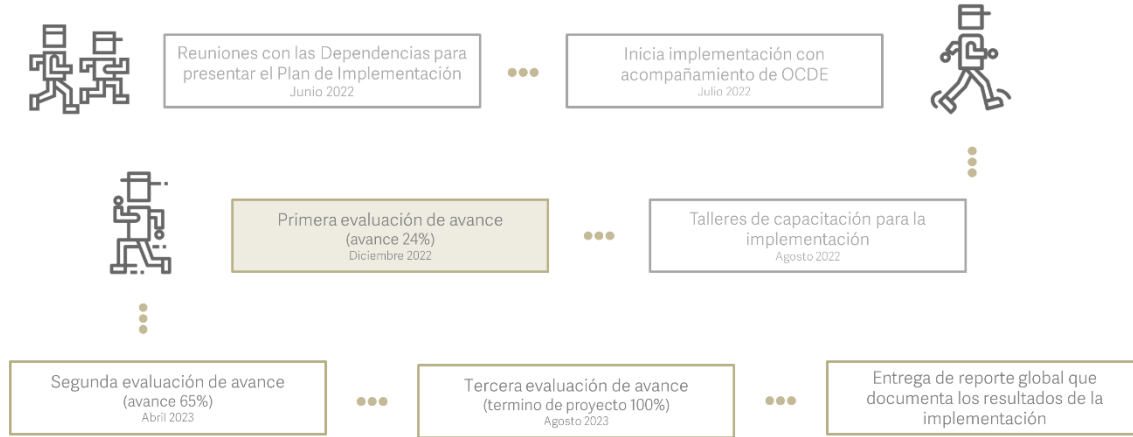 Reuniones con las Dependencias para
presentar el Plan de Implementación
Junio 2022
Inicia implementación con
acompañamiento de OCDE
Julio 2022
Talleres de capacitación para la
implementación
Agosto 2022
Primera evaluación de avance
(avance 24%)
Diciembre 2022
Segunda evaluación de avance
(avance 65%)
Abril 2023
Tercera evaluación de avance
(termino de proyecto 100%)
Agosto 2023
Entrega de reporte global que
documenta los resultados de la
implementación